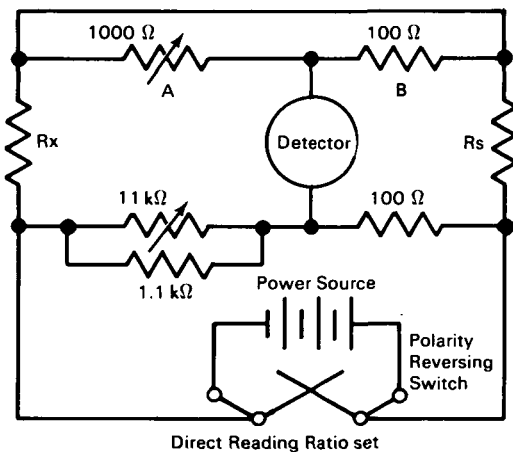 1000 Ω
100 Ω
A
B
Rx
Detector
Rs
11 kΩ
100 Ω
1.1 kΩ
Power Source
Polarity
Reversing
Switch
Direct Reading Ratio set